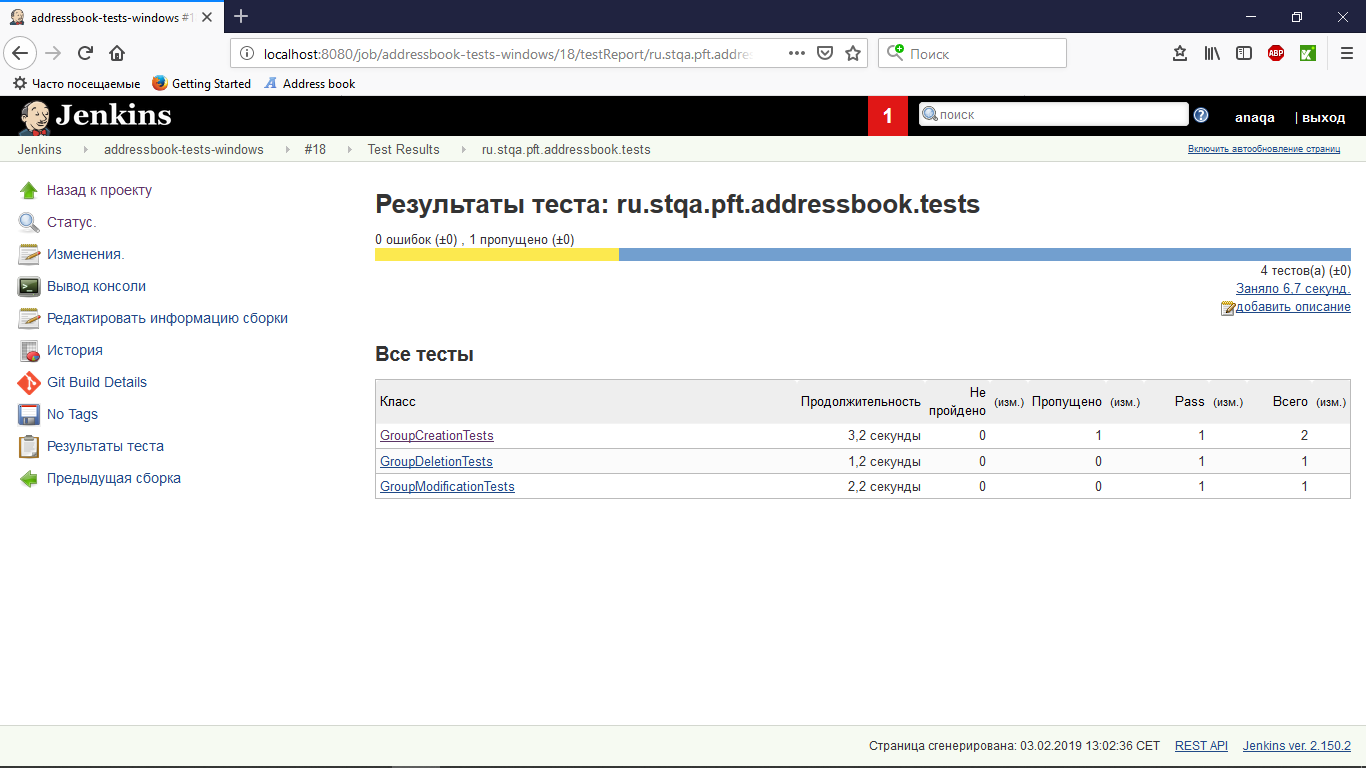 addressbook-tests-windows #1
localhost:8080/job/addressbook-tests-windows/18/testReport/ru.stqa.pft.addre
Поиск
ABP
Часто посещаемые
Getting Started
Address book
Jenkins
1
поиск
anaqa
| выход
Jenkins
addressbook-tests-windows
#18
Test Results
ru.stqa.pft.addressbook.tests
Включить автообновление страниц
Назад к проекту
Статус.
Изменения.
Вывод консоли
Редактировать информацию сборки
История
Git Build Details
No Tags
Результаты теста
Предыдущая сборка
Результаты теста: ru.stqa.pft.addressbook.tests
0 ошибок (±0) , 1 пропущено (±0)
4 тестов(а) (±0)
Заняло 6,7 секунд.
добавить описание
Все тесты
Класс Продолжительность Не пройдено (изм.) Пропущено (изм.) Pass (изм.) Всего (изм.)
GroupCreationTests 3,2 секунды 0 1 1 2
GroupDeletionTests 1,2 секунды 0 0 1 1
GroupModificationTests 2,2 секунды 0 0 1 1
Страница сгенерирована: 03.02.2019 13:02:36 CET REST API Jenkins ver. 2.150.2